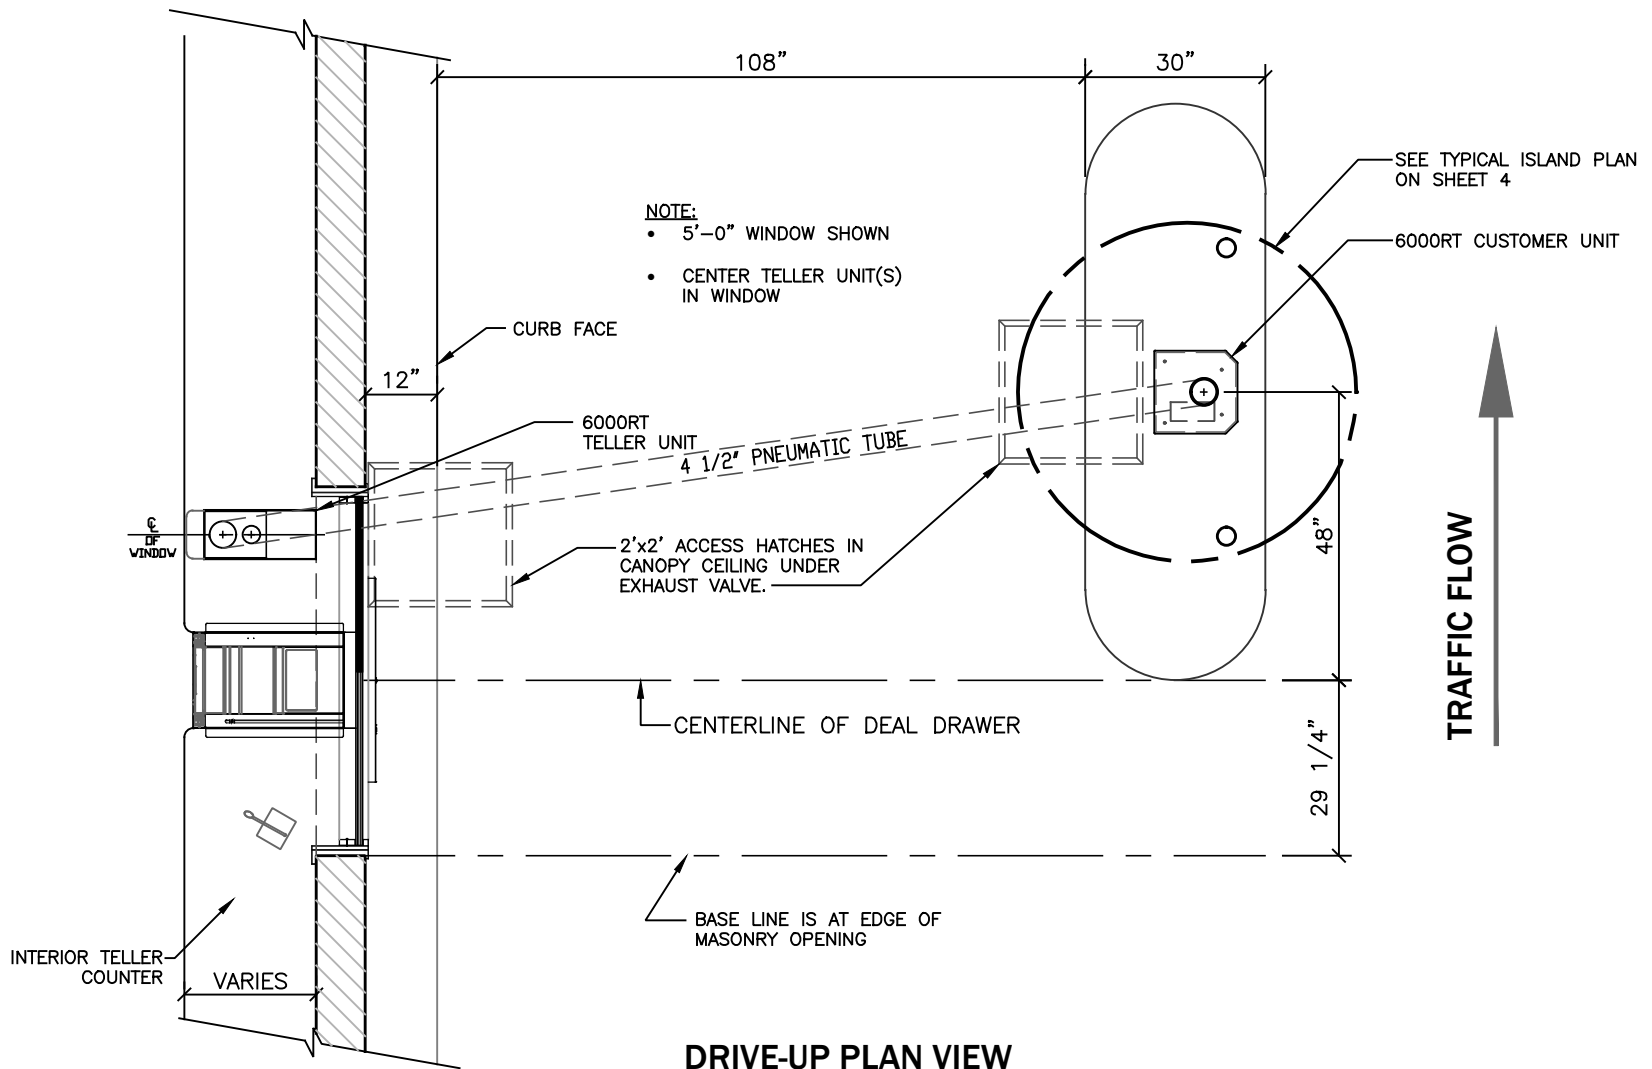 108”
30”
SEE TYPICAL ISLAND PLAN
ON SHEET 4
NOTE:
• 5’–0” WINDOW SHOWN
• CENTER TELLER UNIT(S)
IN WINDOW
6000RT CUSTOMER UNIT
CURB FACE
12”
6000RT
TELLER UNIT
4 1/2" PNEUMATIC TUBE
℄
OF
WINDOW
2’x2’ ACCESS HATCHES IN
CANOPY CEILING UNDER
EXHAUST VALVE.
48”
TRAFFIC FLOW
CENTERLINE OF DEAL DRAWER
29 1/4”
BASE LINE IS AT EDGE OF
MASONRY OPENING
INTERIOR TELLER
COUNTER
VARIES
DRIVE-UP PLAN VIEW